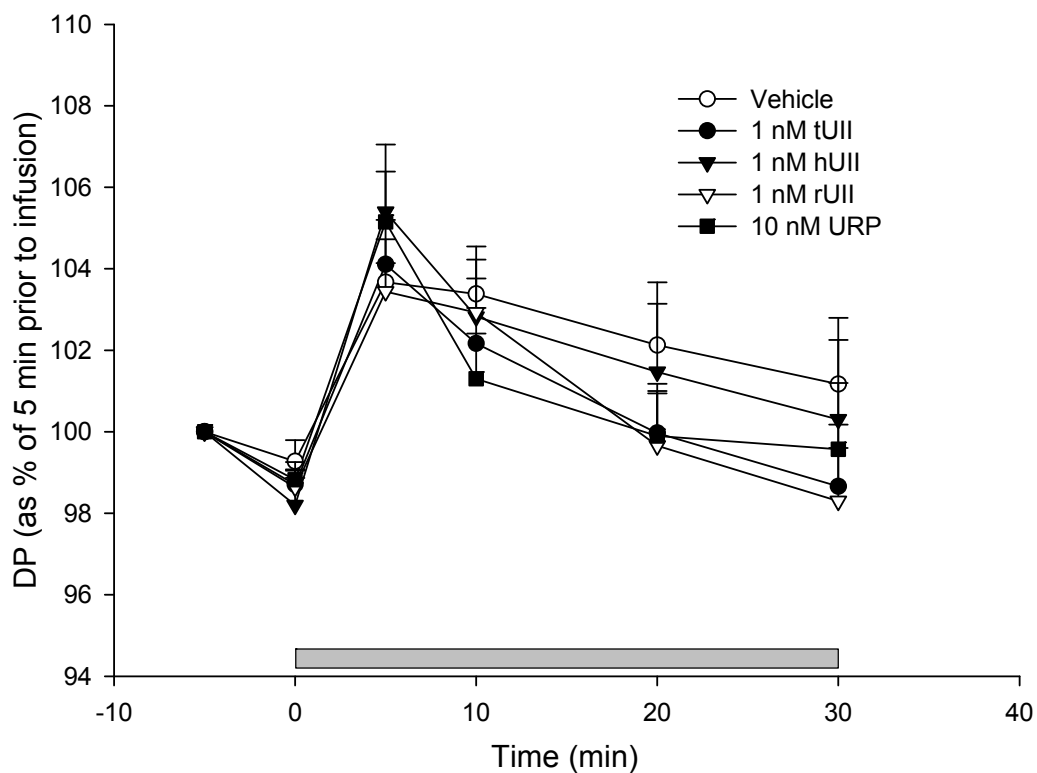 110
108
106
104
102
100
98
96
94
DP (as % of 5 min prior to infusion)
Vehicle
1 nM tUII
1 nM hUII
1 nM rUII
10 nM URP
-10
0
10
20
30
40
Time (min)